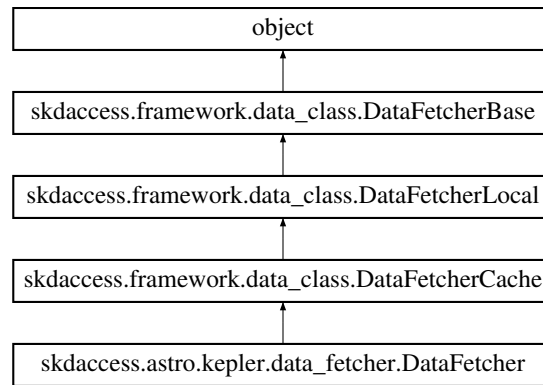 object
skdaccess.framework.data_class.DataFetcherBase
skdaccess.framework.data_class.DataFetcherLocal
skdaccess.framework.data_class.DataFetcherCache
skdaccess.astro.kepler.data_fetcher.DataFetcher